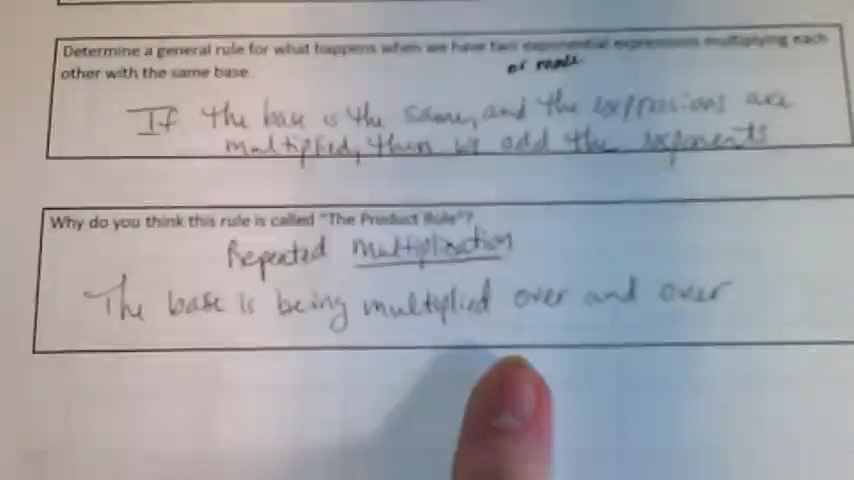 Determine a general rule for what happens when we have two exponential expressions multiplying each
or more
other with the same base.
If the base is the same, and the expressions are
multiplied, then we add the exponents
Why do you think this rule is called "The Product Rule"?
Repeated multiplication
The base is being multiplied over and over